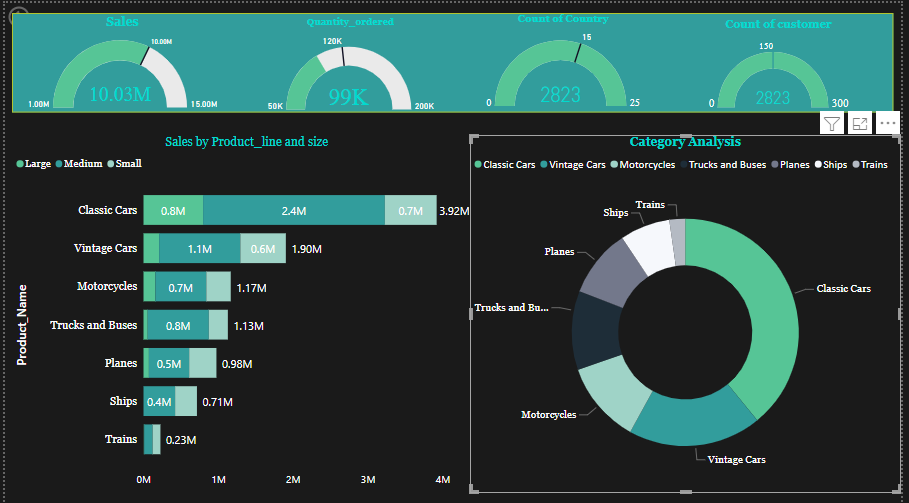 Sales
Quantity_ordered
Count of Country
Count of customer
10.00M
10.03M
1.00M
15.00M
120K
99K
50K
200K
15
2823
0
25
150
2823
0
300
Sales by Product_line and size
Large Medium Small
Product_Name
Classic Cars 0.8M 2.4M 0.7M 3.92M
Vintage Cars 1.1M 0.6M 1.90M
Motorcycles 0.7M 1.17M
Trucks and Buses 0.8M 1.13M
Planes 0.5M 0.98M
Ships 0.4M 0.71M
Trains 0.23M
0M 1M 2M 3M 4M
Category Analysis
Classic Cars Vintage Cars Motorcycles Trucks and Buses Planes Ships Trains
Trains
Ships
Planes
Classic Cars
Trucks and Bu...
Motorcycles
Vintage Cars